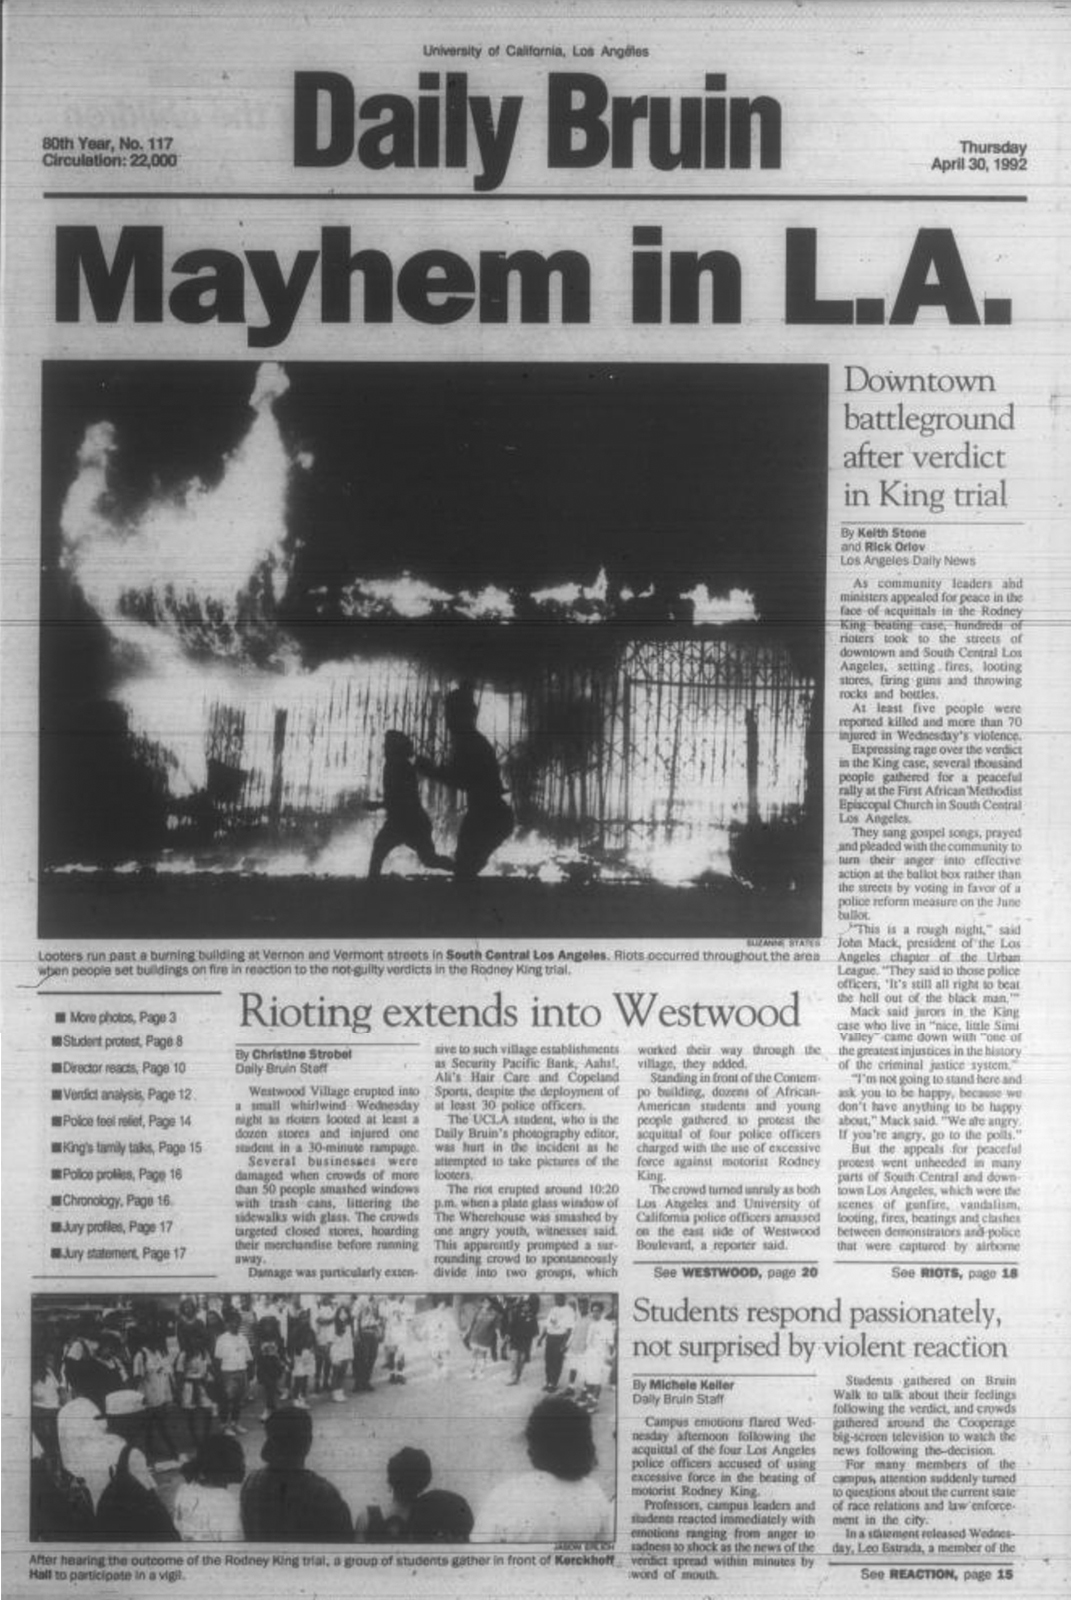 University of California, Los Angeles
Daily Bruin
80th Year, No. 117
Circulation: 22,000
Thursday
April 30, 1992
Mayhem in L.A.
SUZANNE STATES
Looters run past a burning building at Vernon and Vermont streets in South Central Los Angeles. Riots occurred throughout the area
when people set buildings on fire in reaction to the not-guilty verdicts in the Rodney King trial.
Downtown
battleground
after verdict
in King trial
By Keith Stone
and Rick Orlov
Los Angeles Daily News
As community leaders and
ministers appealed for peace in the
face of acquittals in the Rodney
King beating case, hundreds of
rioters took to the streets of
downtown and South Central Los
Angeles, setting fires, looting
stores, firing guns and throwing
rocks and bottles.
At least five people were
reported killed and more than 70
injured in Wednesday's violence.
Expressing rage over the verdict
in the King case, several thousand
people gathered for a peaceful
rally at the First African Methodist
Episcopal Church in South Central
Los Angeles.
They sang gospel songs, prayed
and pleaded with the community to
turn their anger into effective
action at the ballot box rather than
the streets by voting in favor of a
police reform measure on the June
ballot.
"This is a rough night," said
John Mack, president of the Los
Angeles chapter of the Urban
League. "They said to those police
officers, 'It's still all right to beat
the hell out of the black man.'"
Mack said jurors in the King
case who live in "nice, little Simi
Valley" came down with "one of
the greatest injustices in the history
of the criminal justice system."
"I'm not going to stand here and
ask you to be happy, because we
don't have anything to be happy
about," Mack said. "We are angry.
If you're angry, go to the polls."
But the appeals for peaceful
protest went unheeded in many
parts of South Central and down-
town Los Angeles, which were the
scenes of gunfire, vandalism,
looting, fires, beatings and clashes
between demonstrators and police
that were captured by airborne
See RIOTS, page 18
■ More photos, Page 3
■ Student protest, Page 8
■ Director reacts, Page 10
■ Verdict analysis, Page 12
■ Police feel relief, Page 14
■ King's family talks, Page 15
■ Police profiles, Page 16
■ Chronology, Page 16
■ Jury profiles, Page 17
■ Jury statement, Page 17
Rioting extends into Westwood
By Christine Strobel
Daily Bruin Staff
Westwood Village erupted into
a small whirlwind Wednesday
night as rioters looted at least a
dozen stores and injured one
student in a 30-minute rampage.
Several businesses were
damaged when crowds of more
than 50 people smashed windows
with trash cans, littering the
sidewalks with glass. The crowds
targeted closed stores, hoarding
their merchandise before running
away.
Damage was particularly exten-
sive to such village establishments
as Security Pacific Bank, Aahs!,
Ali's Hair Care and Copeland
Sports, despite the deployment of
at least 30 police officers.
The UCLA student, who is the
Daily Bruin's photography editor,
was hurt in the incident as he
attempted to take pictures of the
looters.
The riot erupted around 10:20
p.m. when a plate glass window of
The Wherehouse was smashed by
one angry youth, witnesses said.
This apparently prompted a sur-
rounding crowd to spontaneously
divide into two groups, which
worked their way through the
village, they added.
Standing in front of the Contem-
po building, dozens of African-
American students and young
people gathered to protest the
acquittal of four police officers
charged with the use of excessive
force against motorist Rodney
King.
The crowd turned unruly as both
Los Angeles and University of
California police officers amassed
on the east side of Westwood
Boulevard, a reporter said.
See WESTWOOD, page 20
JASON ERLICH
After hearing the outcome of the Rodney King trial, a group of students gather in front of Kerckhoff
Hall to participate in a vigil.
Students respond passionately,
not surprised by violent reaction
By Michele Keller
Daily Bruin Staff
Campus emotions flared Wed-
nesday afternoon following the
acquittal of the four Los Angeles
police officers accused of using
excessive force in the beating of
motorist Rodney King.
Professors, campus leaders and
students reacted immediately with
emotions ranging from anger to
sadness to shock as the news of the
verdict spread within minutes by
word of mouth.
Students gathered on Bruin
Walk to talk about their feelings
following the verdict, and crowds
gathered around the Cooperage
big-screen television to watch the
news following the decision.
For many members of the
campus, attention suddenly turned
to questions about the current state
of race relations and law enforce-
ment in the city.
In a statement released Wednes-
day, Leo Estrada, a member of the
See REACTION, page 15